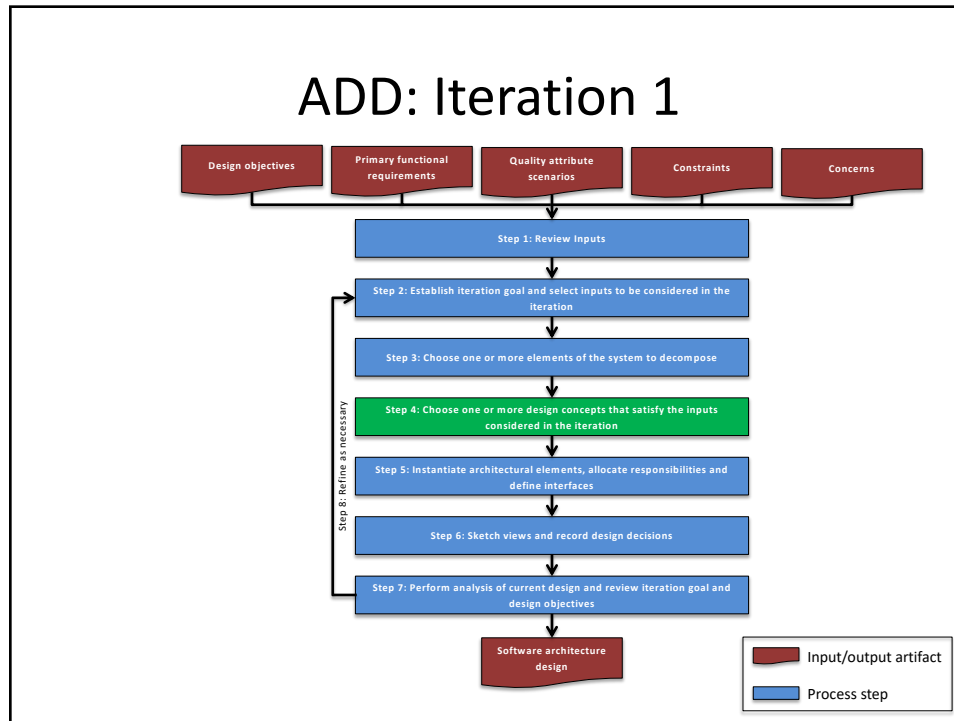 ADD: Iteration 1
Design objectives
Primary functional
requirements
Quality attribute
scenarios
Constraints
Concerns
Step 1: Review Inputs
Step 2: Establish iteration goal and select inputs to be considered in the
iteration
Step 3: Choose one or more elements of the system to decompose
Step 4: Choose one or more design concepts that satisfy the inputs
considered in the iteration
Step 5: Instantiate architectural elements, allocate responsibilities and
define interfaces
Step 6: Sketch views and record design decisions
Step 7: Perform analysis of current design and review iteration goal and
design objectives
Step 8: Refine as necessary
Software architecture
design
Input/output artifact
Process step